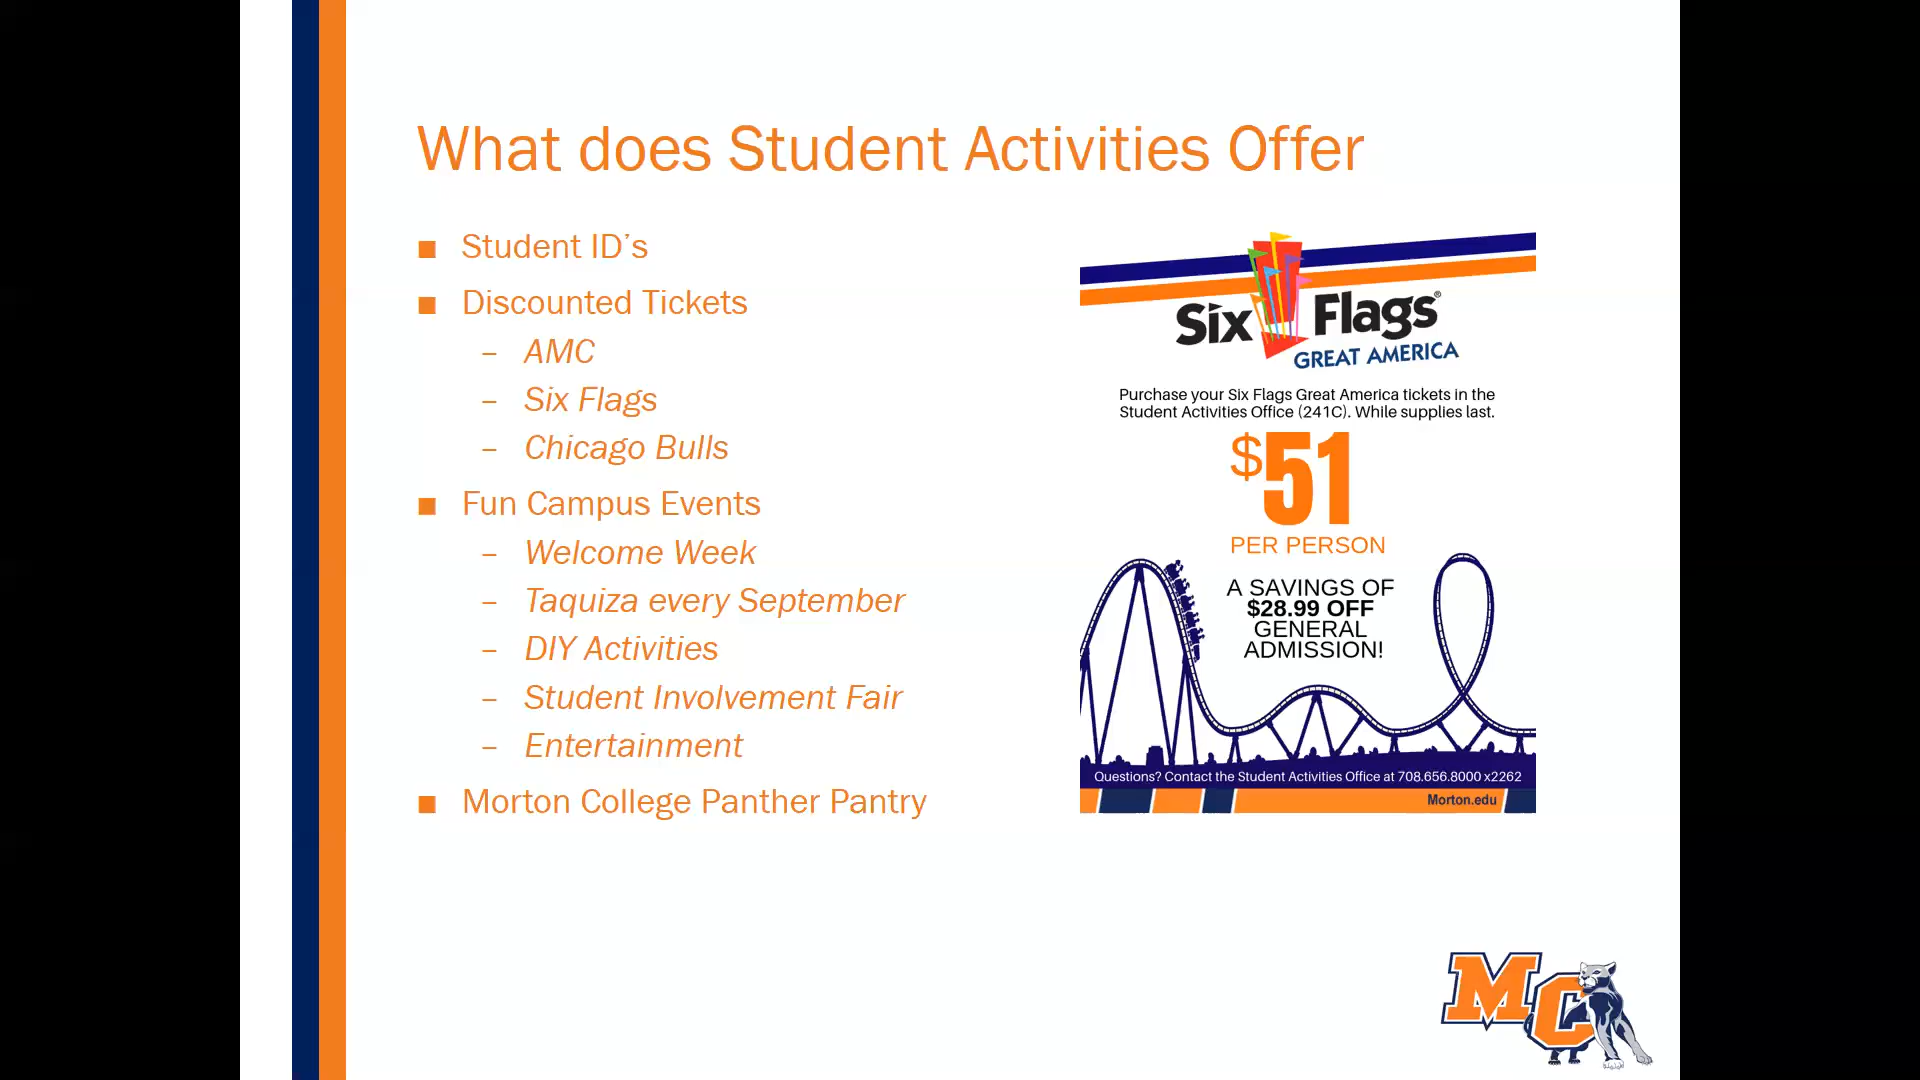 What does Student Activities Offer
■ Student ID's
■ Discounted Tickets
– AMC
– Six Flags
– Chicago Bulls
■ Fun Campus Events
– Welcome Week
– Taquiza every September
– DIY Activities
– Student Involvement Fair
– Entertainment
■ Morton College Panther Pantry
Six Flags®
GREAT AMERICA
Purchase your Six Flags Great America tickets in the
Student Activities Office (241C). While supplies last.
$51
PER PERSON
A SAVINGS OF
$28.99 OFF
GENERAL
ADMISSION!
Questions? Contact the Student Activities Office at 708.656.8000 x2262
Morton.edu
MC